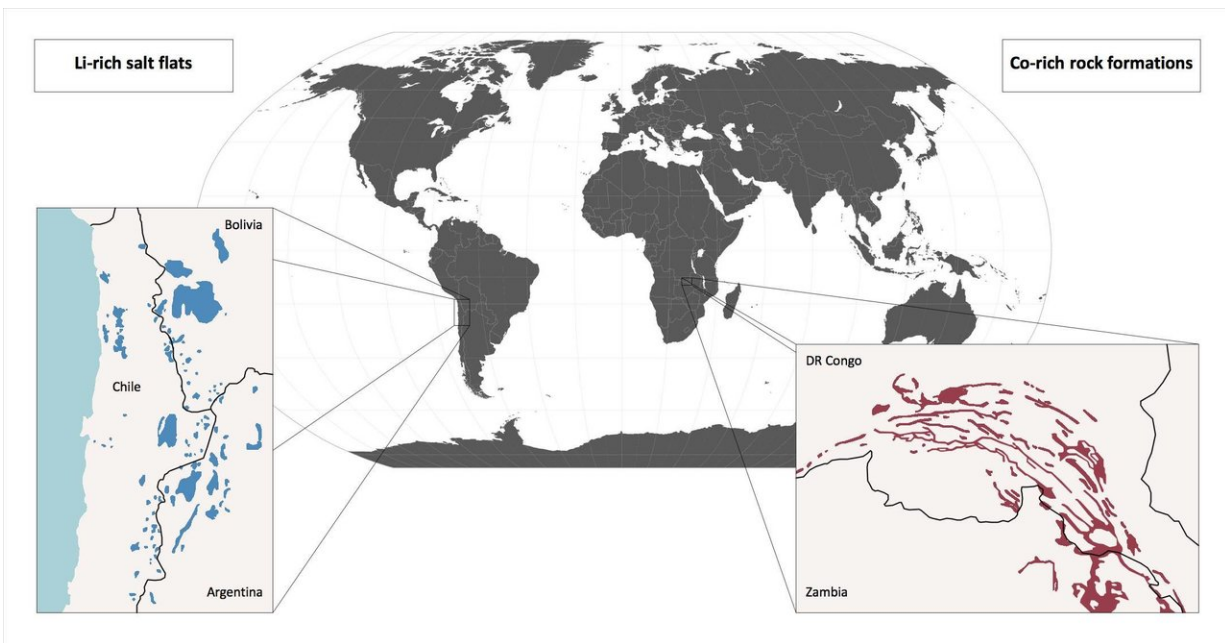 Li-rich salt flats
Co-rich rock formations
Bolivia
Chile
Argentina
DR Congo
Zambia